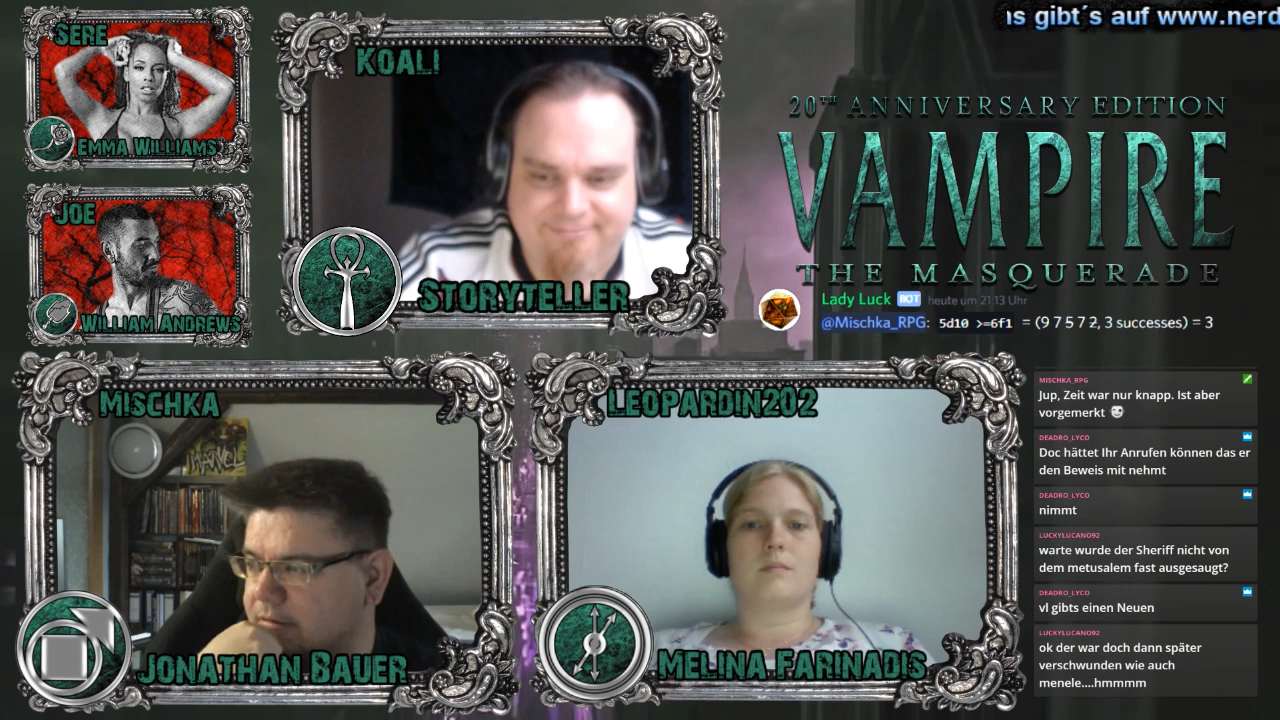 ıs gibt´s auf www.nerd
SERE
EMMA WILLIAMS
JOE
WILLIAM ANDREWS
KOALI
STORYTELLER
20TH ANNIVERSARY EDITION
VAMPIRE
THE MASQUERADE
Lady Luck BOT heute um 21:13 Uhr
@Mischka_RPG: 5d10 >=6f1 = (9 7 5 7 2, 3 successes) = 3
MISCHKA
JONATHAN BAUER
LEOPARDIN202
MELINA FARINADIS
MISCHKA_RPG
Jup, Zeit war nur knapp. Ist aber
vorgemerkt
DEADRO_LYCO
Doc hättet Ihr Anrufen können das er
den Beweis mit nehmt
DEADRO_LYCO
nimmt
LUCKYLUCANO92
warte wurde der Sheriff nicht von
dem metusalem fast ausgesaugt?
DEADRO_LYCO
vl gibts einen Neuen
LUCKYLUCANO92
ok der war doch dann später
verschwunden wie auch
menele....hmmmm